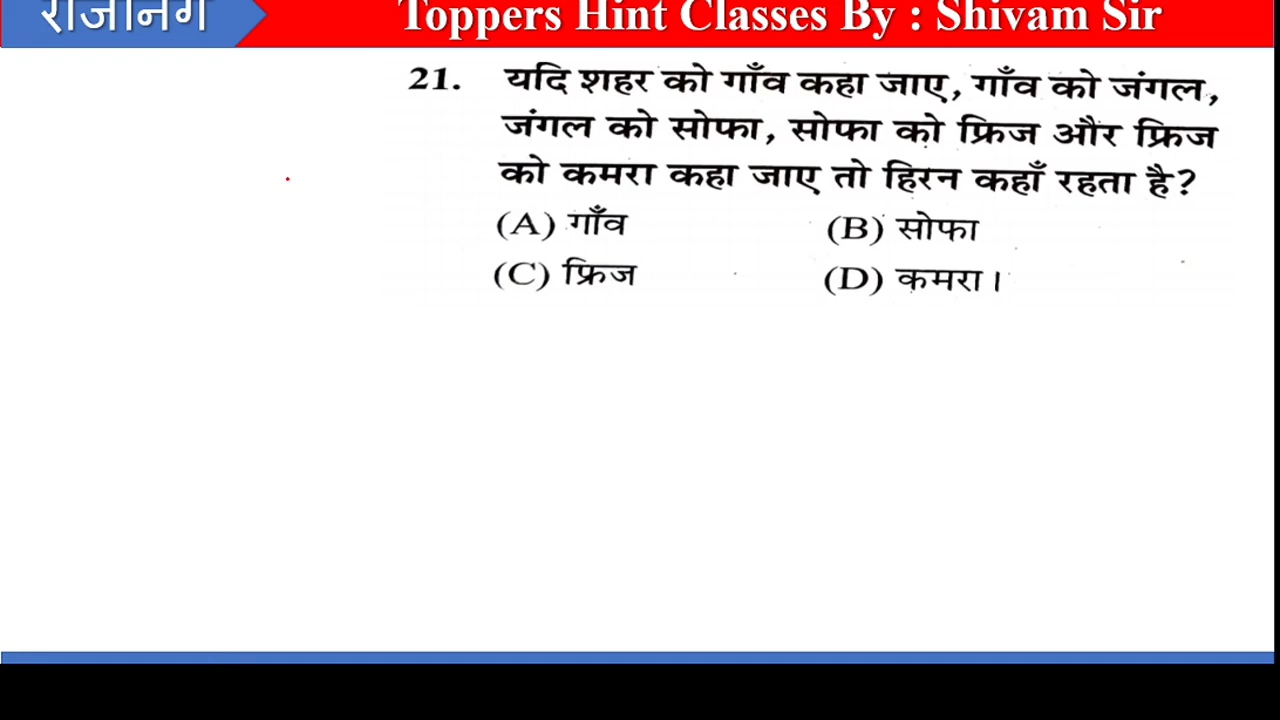 रीजनिंग Toppers Hint Classes By : Shivam Sir
21. यदि शहर को गाँव कहा जाए, गाँव को जंगल,
जंगल को सोफा, सोफा को फ्रिज और फ्रिज
को कमरा कहा जाए तो हिरन कहाँ रहता है?
(A) गाँव (B) सोफा
(C) फ्रिज (D) कमरा।